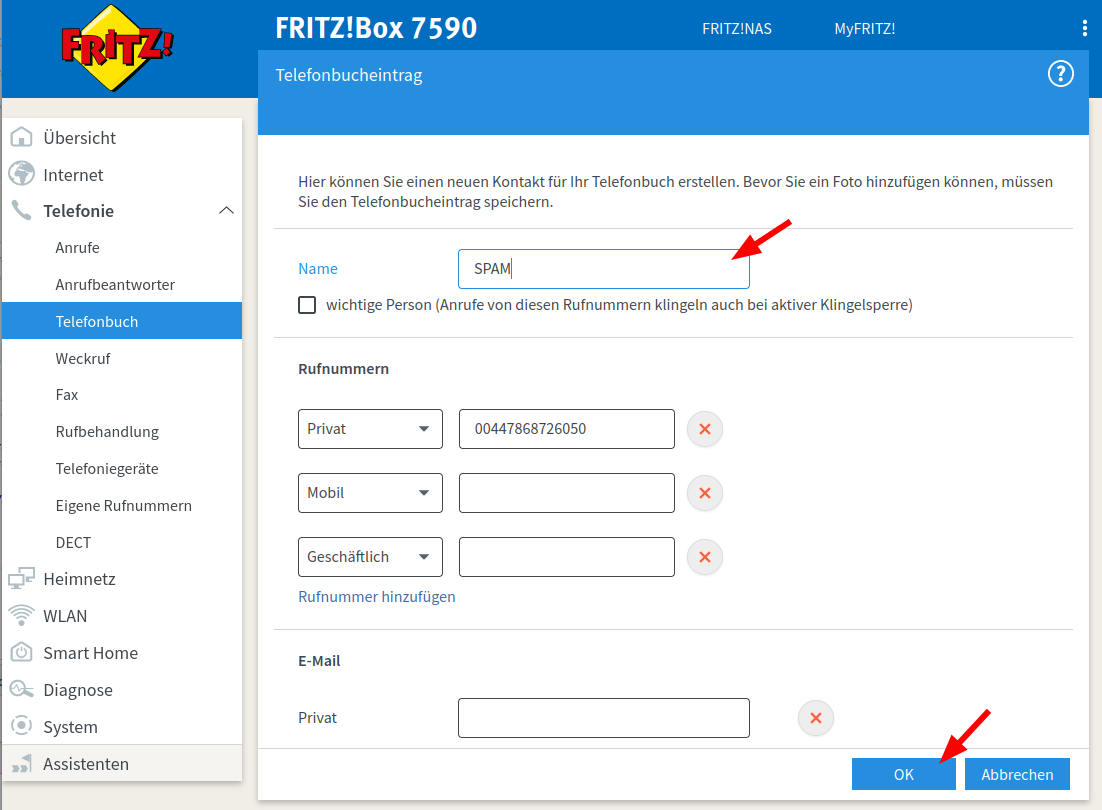 FRITZ!
FRITZ!Box 7590
FRITZ!NAS
MyFRITZ!
Telefonbucheintrag
?
Übersicht
Internet
Telefonie
Anrufe
Anrufbeantworter
Telefonbuch
Weckruf
Fax
Rufbehandlung
Telefoniegeräte
Eigene Rufnummern
DECT
Heimnetz
WLAN
Smart Home
Diagnose
System
Assistenten
Hier können Sie einen neuen Kontakt für Ihr Telefonbuch erstellen. Bevor Sie ein Foto hinzufügen können, müssen
Sie den Telefonbucheintrag speichern.
Name
SPAM
wichtige Person (Anrufe von diesen Rufnummern klingeln auch bei aktiver Klingelsperre)
Rufnummern
Privat
00447868726050
Mobil
Geschäftlich
Rufnummer hinzufügen
E-Mail
Privat
OK
Abbrechen